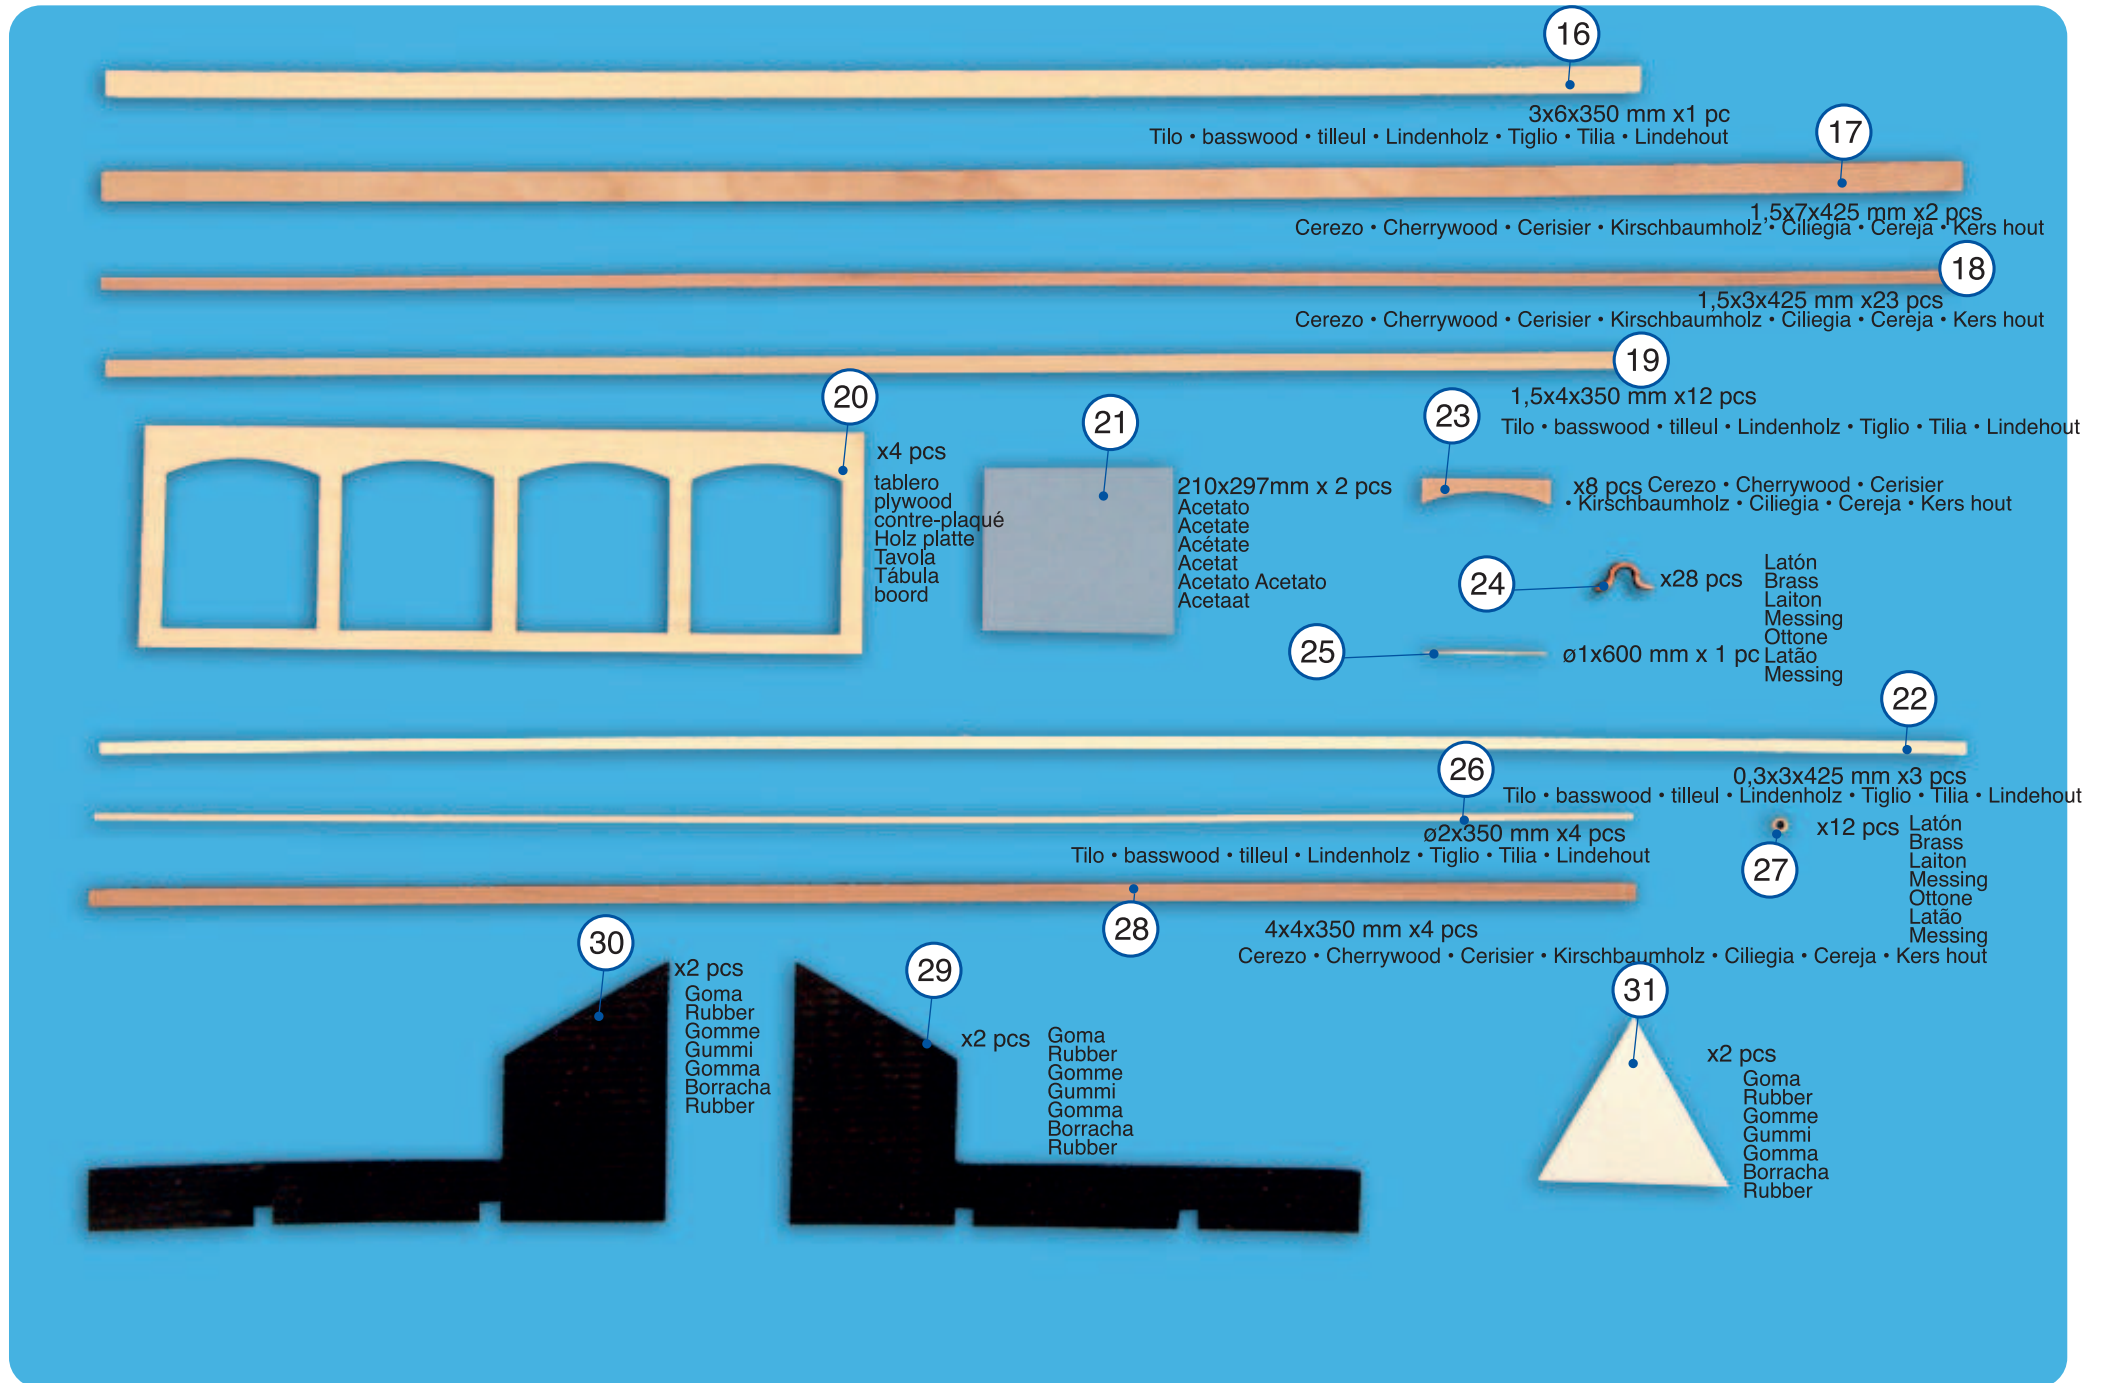 16
3x6x350 mm x1 pc
Tilo • basswood • tilleul • Lindenholz • Tiglio • Tilia • Lindehout
17
1,5x7x425 mm x2 pcs
Cerezo • Cherrywood • Cerisier • Kirschbaumholz • Ciliegia • Cereja • Kers hout
18
1,5x3x425 mm x23 pcs
Cerezo • Cherrywood • Cerisier • Kirschbaumholz • Ciliegia • Cereja • Kers hout
19
1,5x4x350 mm x12 pcs
Tilo • basswood • tilleul • Lindenholz • Tiglio • Tilia • Lindehout
20
x4 pcs
tablero
plywood
contre-plaqué
Holz platte
Tavola
Tábula
boord
21
210x297mm x 2 pcs
Acetato
Acetate
Acétate
Acetat
Acetato Acetato
Acetaat
23
x8 pcs Cerezo • Cherrywood • Cerisier
• Kirschbaumholz • Ciliegia • Cereja • Kers hout
24
x28 pcs
25
ø1x600 mm x 1 pc
Latón
Brass
Laiton
Messing
Ottone
Latão
Messing
22
0,3x3x425 mm x3 pcs
Tilo • basswood • tilleul • Lindenholz • Tiglio • Tilia • Lindehout
26
ø2x350 mm x4 pcs
Tilo • basswood • tilleul • Lindenholz • Tiglio • Tilia • Lindehout
27
x12 pcs
Latón
Brass
Laiton
Messing
Ottone
Latão
Messing
28
4x4x350 mm x4 pcs
Cerezo • Cherrywood • Cerisier • Kirschbaumholz • Ciliegia • Cereja • Kers hout
30
x2 pcs
Goma
Rubber
Gomme
Gummi
Gomma
Borracha
Rubber
29
x2 pcs
Goma
Rubber
Gomme
Gummi
Gomma
Borracha
Rubber
31
x2 pcs
Goma
Rubber
Gomme
Gummi
Gomma
Borracha
Rubber